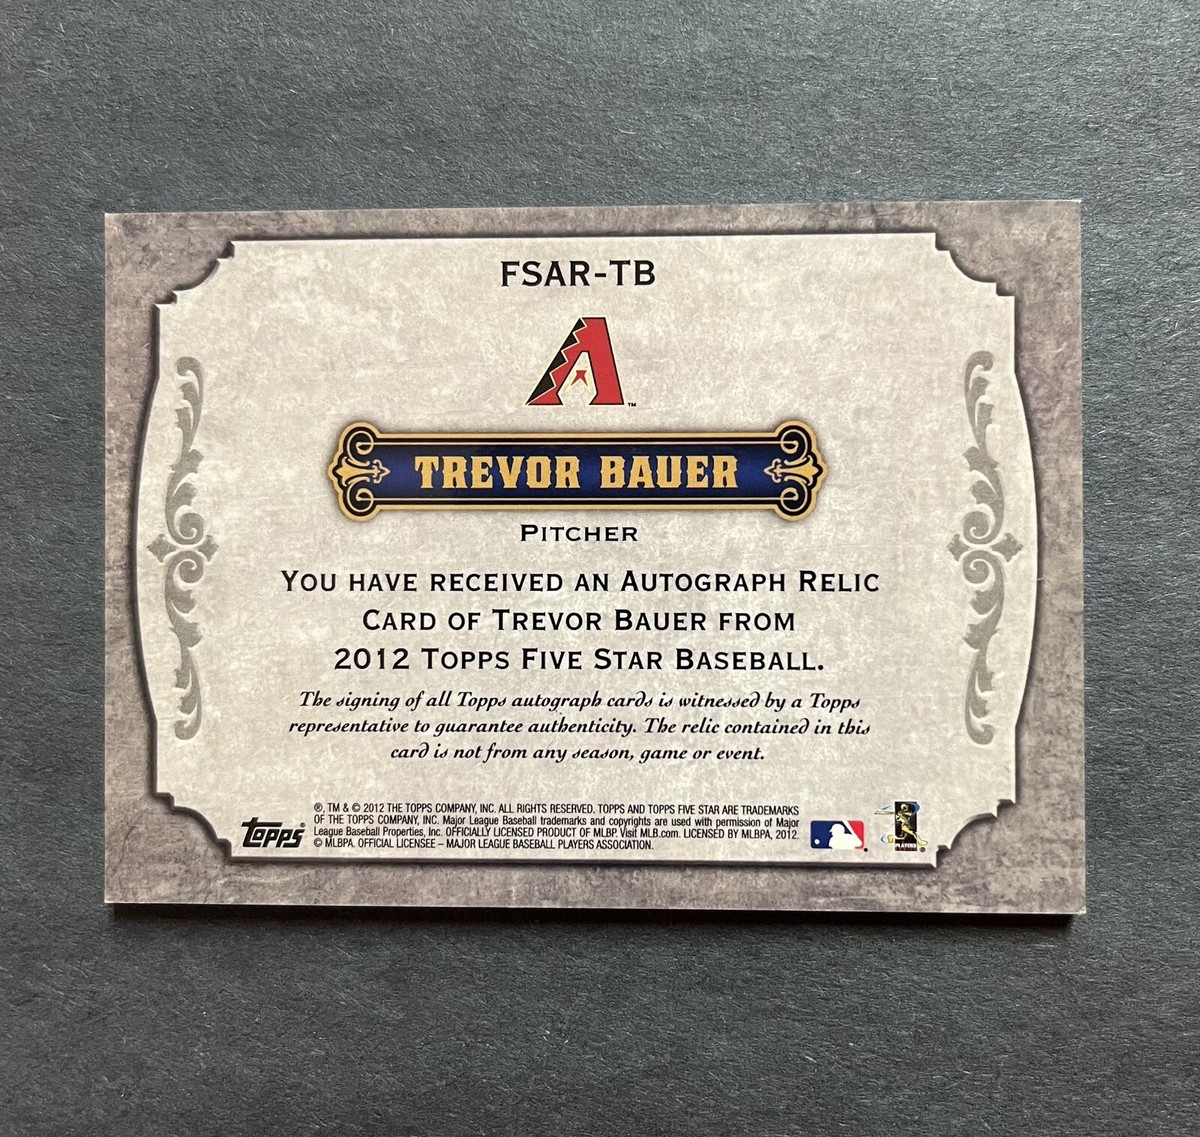 FSAR-TB
A
™
TREVOR BAUER
PITCHER
YOU HAVE RECEIVED AN AUTOGRAPH RELIC
CARD OF TREVOR BAUER FROM
2012 TOPPS FIVE STAR BASEBALL.
The signing of all Topps autograph cards is witnessed by a Topps
representative to guarantee authenticity. The relic contained in this
card is not from any season, game or event.
topps®
®, TM & © 2012 THE TOPPS COMPANY, INC. ALL RIGHTS RESERVED. TOPPS AND TOPPS FIVE STAR ARE TRADEMARKS
OF THE TOPPS COMPANY, INC. Major League Baseball trademarks and copyrights are used with permission of Major
League Baseball Properties, Inc. OFFICIALLY LICENSED PRODUCT OF MLBP. Visit MLB.com. LICENSED BY MLBPA, 2012.
© MLBPA. OFFICIAL LICENSEE – MAJOR LEAGUE BASEBALL PLAYERS ASSOCIATION.
PLAYERS